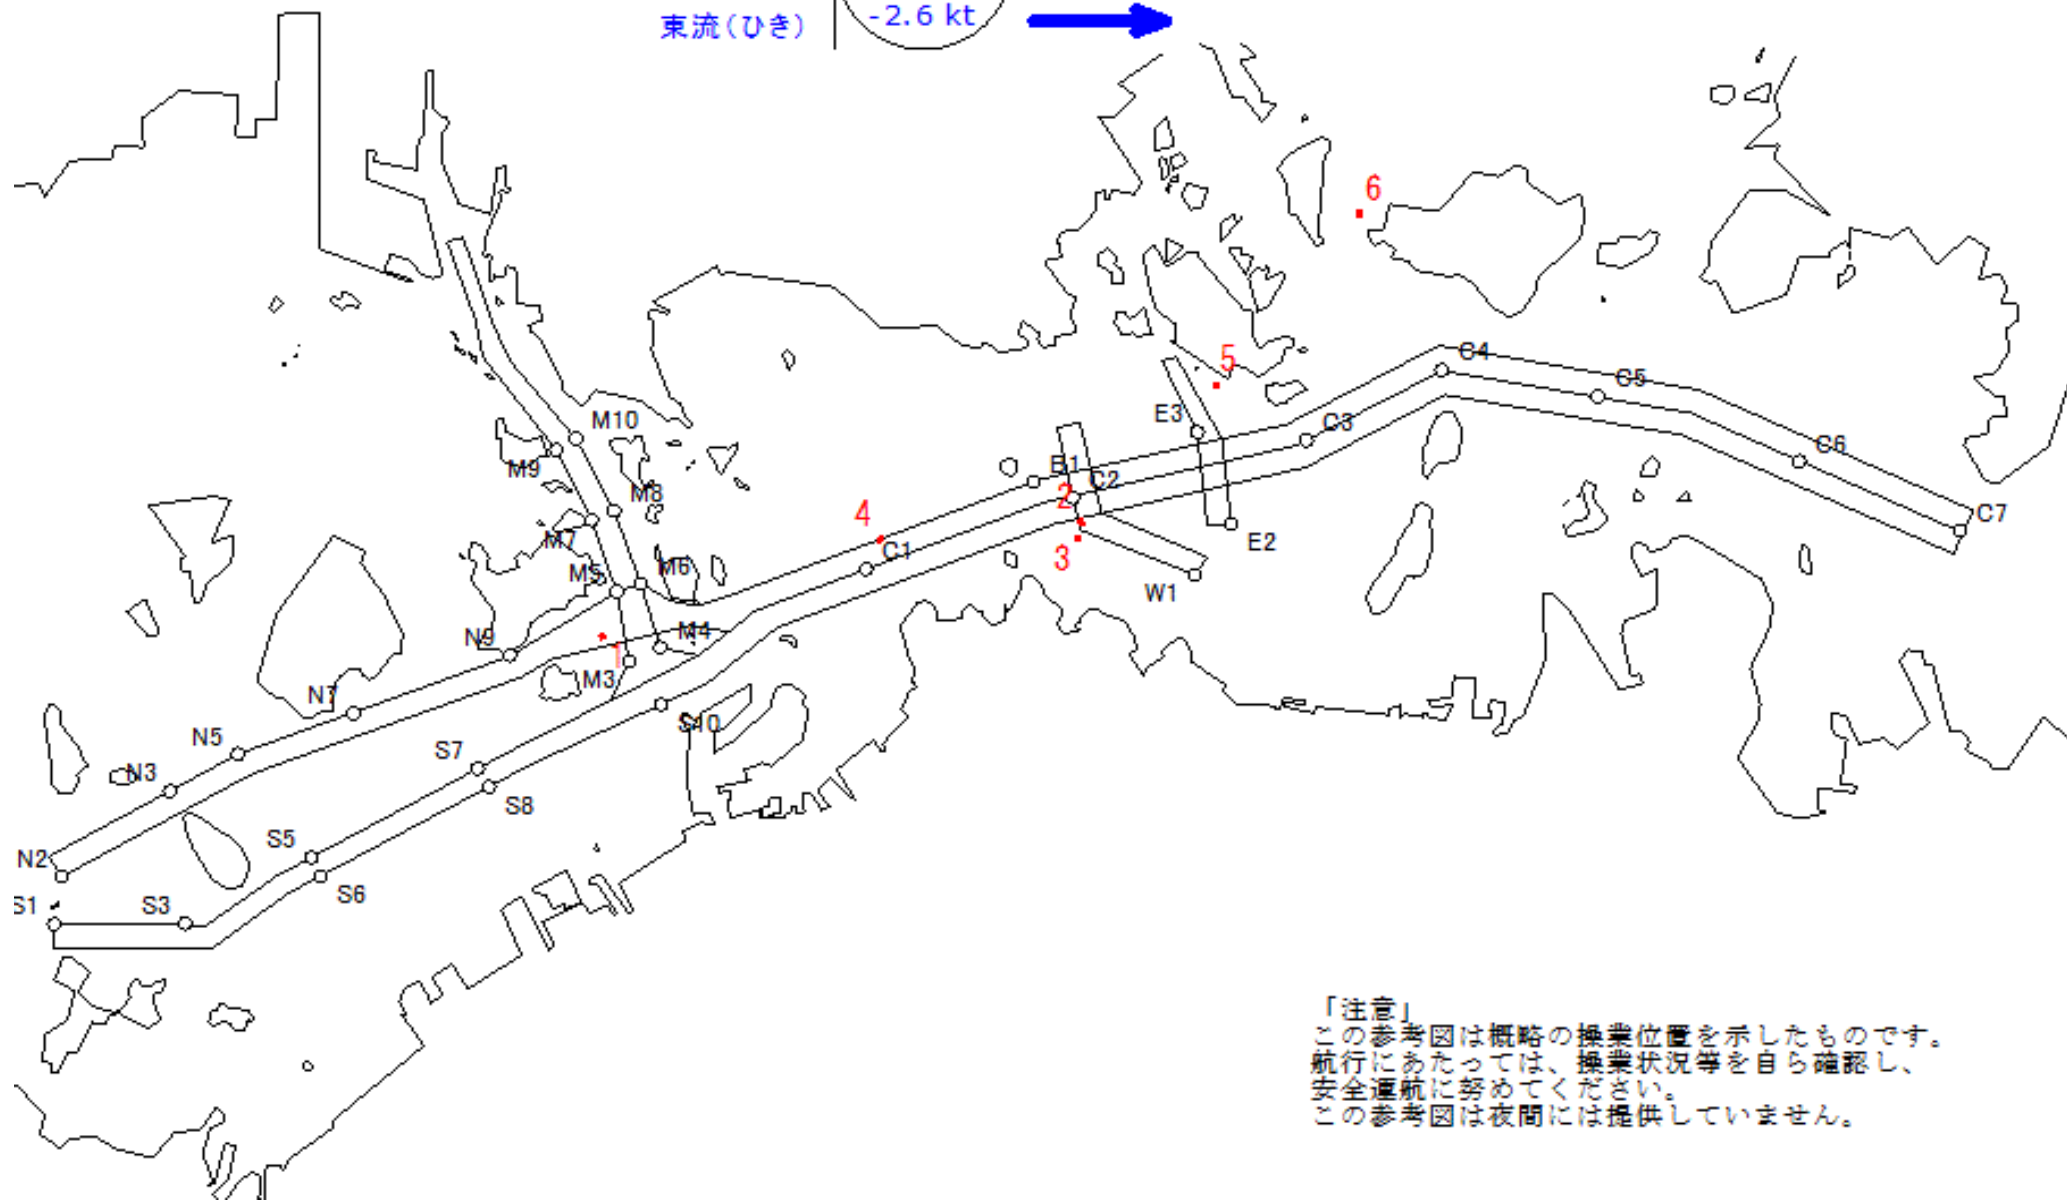 -2.6 kt
東流(ひき)
6
C4
5
C5
M10
E3
C3
C6
M9
B1
C2
M8
2
4
C7
M7
E2
C1
3
M5
M6
W1
N9
M4
1
M3
N7
S10
N5
S7
N3
S8
S5
N2
S6
S1
S3
「注意」
この参考図は概略の操業位置を示したものです。
航行にあたっては、操業状況等を自ら確認し、
安全運航に努めてください。
この参考図は夜間には提供していません。